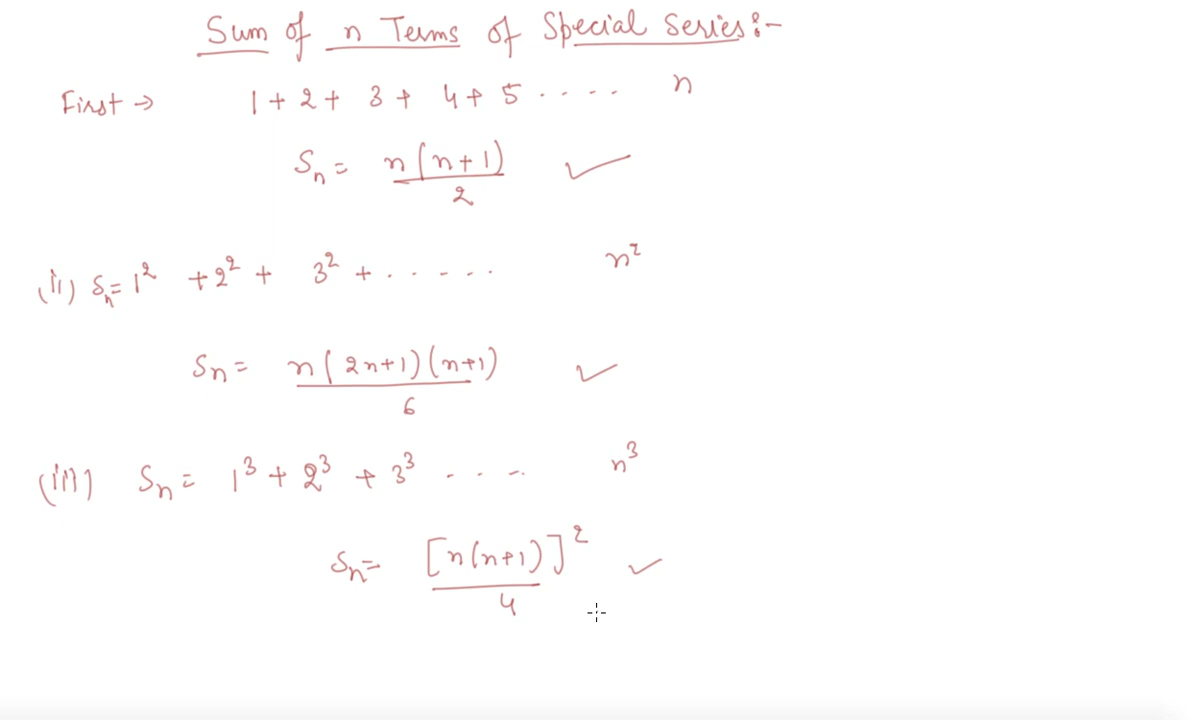 Sum of n Terms of Special Series:-
First → 1 + 2 + 3 + 4 + 5 ..... n
Sn = n(n+1)
2
(ii) Sn = 1² + 2² + 3² + ...... n²
Sn = n(2n+1)(n+1)
6
(iii) Sn = 1³ + 2³ + 3³ ..... n³
Sn = [n(n+1)]²
4